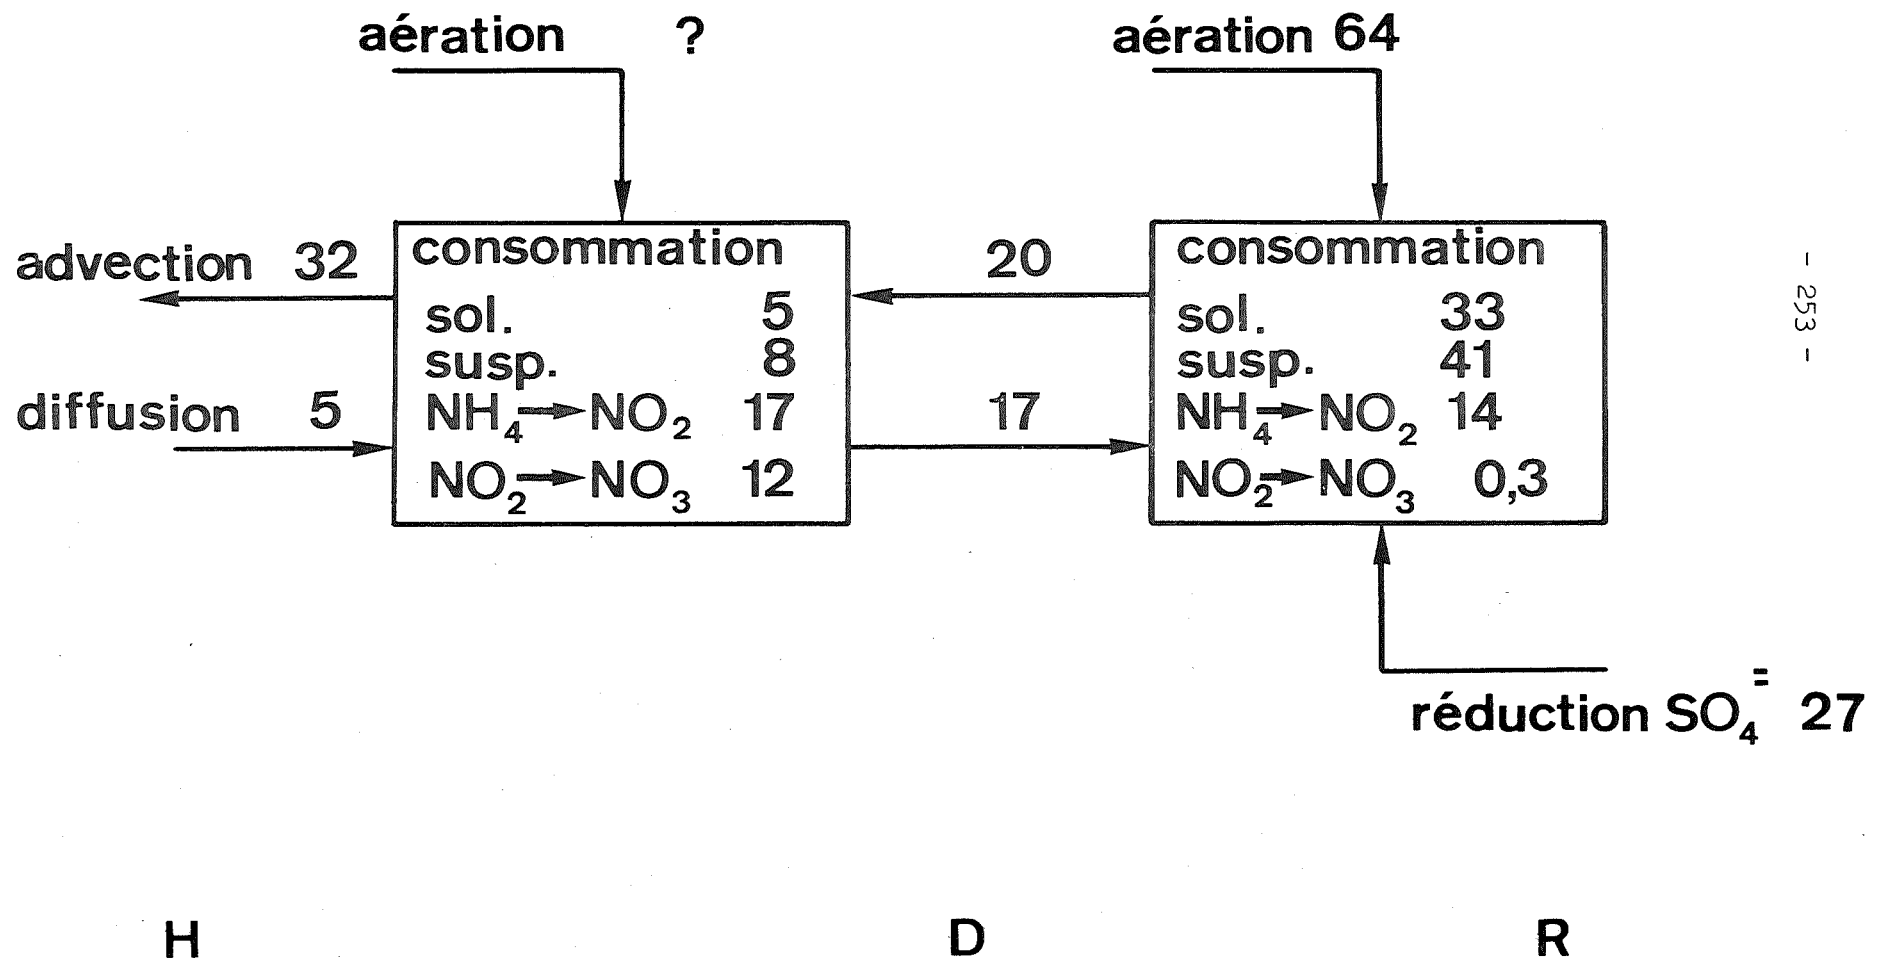 aération ?
aération 64
advection 32
diffusion 5
consommation
sol. 5
susp. 8
NH₄→NO₂ 17
NO₂→NO₃ 12
20
17
consommation
sol. 33
susp. 41
NH₄→NO₂ 14
NO₂→NO₃ 0,3
réduction SO₄⁼ 27
H D R
- 253 -